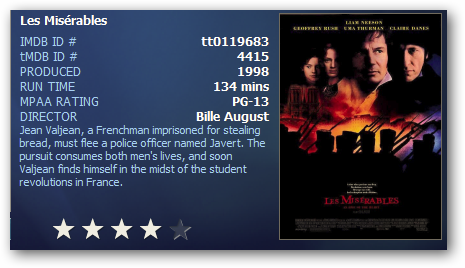 Les Misérables
IMDB ID # tt0119683
tMDB ID # 4415
PRODUCED 1998
RUN TIME 134 mins
MPAA RATING PG-13
DIRECTOR Bille August
Jean Valjean, a Frenchman imprisoned for stealing
bread, must flee a police officer named Javert. The
pursuit consumes both men's lives, and soon
Valjean finds himself in the midst of the student
revolutions in France.
LIAM NEESON
GEOFFREY RUSH UMA THURMAN CLAIRE DANES
LES MISÉRABLES